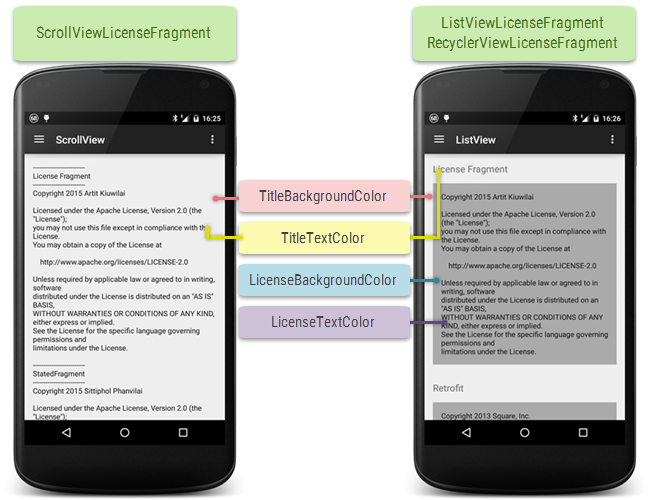 ScrollViewLicenseFragment
ListViewLicenseFragment
RecyclerViewLicenseFragment
16:25
ScrollView
--------------------
License Fragment
--------------------
Copyright 2015 Artit Kiuwilai
Licensed under the Apache License, Version 2.0 (the
"License");
you may not use this file except in compliance with the
License.
You may obtain a copy of the License at
http://www.apache.org/licenses/LICENSE-2.0
Unless required by applicable law or agreed to in writing,
software
distributed under the License is distributed on an "AS IS"
BASIS,
WITHOUT WARRANTIES OR CONDITIONS OF ANY KIND,
either express or implied.
See the License for the specific language governing
permissions and
limitations under the License.
--------------------
StatedFragment
--------------------
Copyright 2015 Sittiphol Phanvilai
Licensed under the Apache License, Version 2.0 (the
"License");
TitleBackgroundColor
TitleTextColor
LicenseBackgroundColor
LicenseTextColor
16:26
ListView
License Fragment
Copyright 2015 Artit Kiuwilai
Licensed under the Apache License, Version 2.0 (the
"License");
you may not use this file except in compliance with the
License.
You may obtain a copy of the License at
http://www.apache.org/licenses/LICENSE-2.0
Unless required by applicable law or agreed to in writing,
software
distributed under the License is distributed on an
"AS IS" BASIS,
WITHOUT WARRANTIES OR CONDITIONS OF ANY
KIND, either express or implied.
See the License for the specific language governing
permissions and
limitations under the License.
Retrofit
Copyright 2013 Square, Inc.